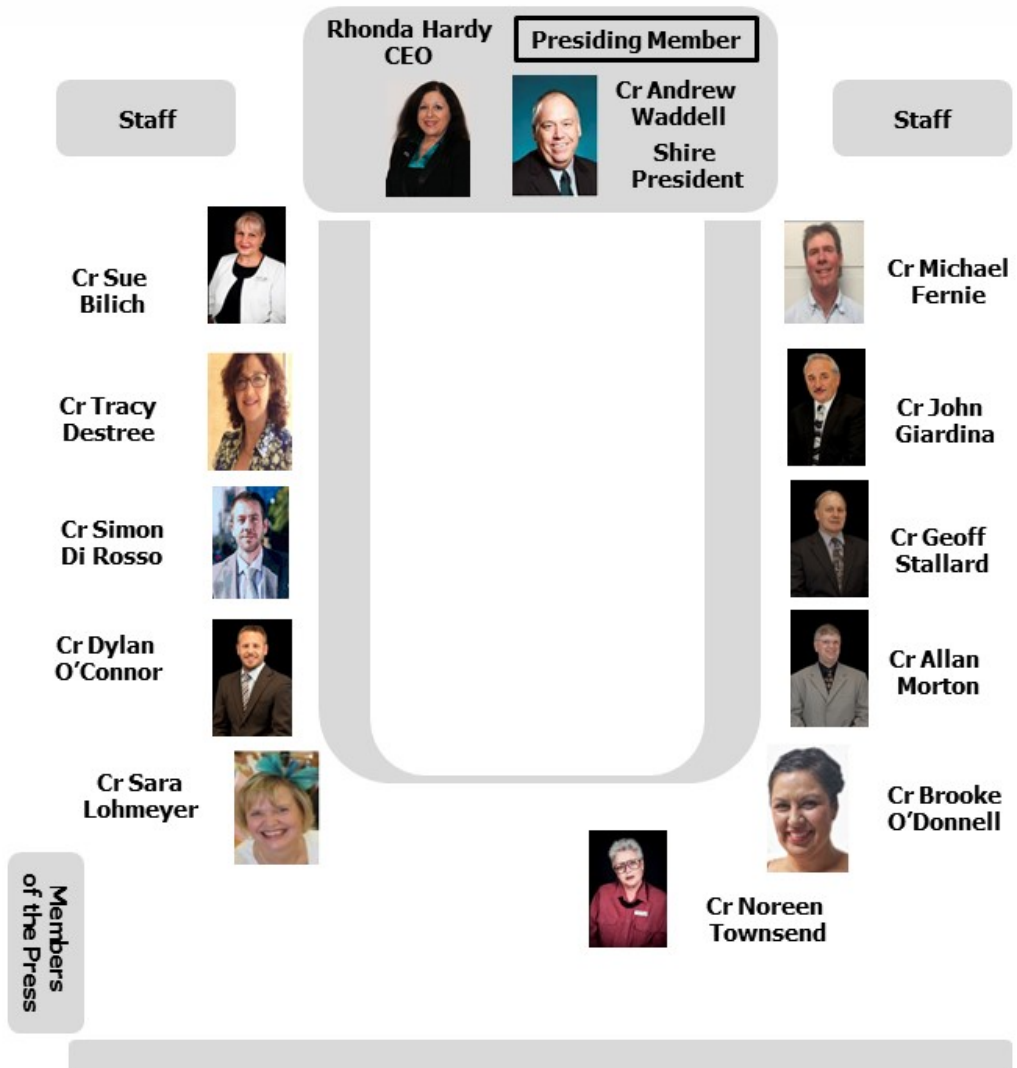 Rhonda Hardy
CEO
Presiding Member
Cr Andrew
Waddell
Shire
President
Staff
Staff
Cr Sue
Bilich
Cr Michael
Fernie
Cr Tracy
Destree
Cr John
Giardina
Cr Simon
Di Rosso
Cr Geoff
Stallard
Cr Dylan
O'Connor
Cr Allan
Morton
Cr Sara
Lohmeyer
Cr Brooke
O'Donnell
Cr Noreen
Townsend
Members
of the Press